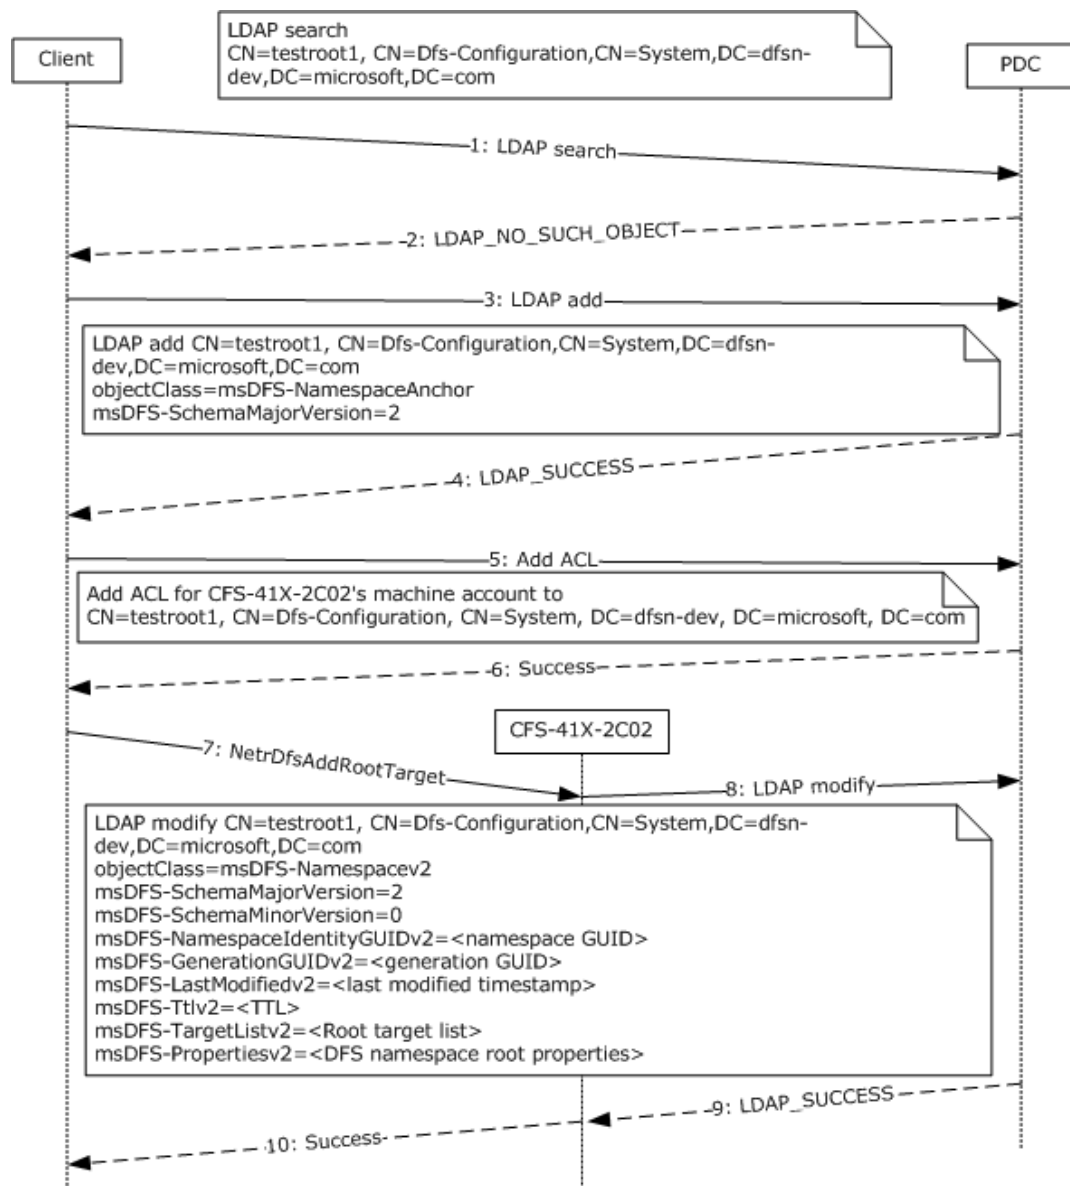 LDAP search
CN=testroot1, CN=Dfs-Configuration,CN=System,DC=dfsn-
dev,DC=microsoft,DC=com
Client
PDC
1: LDAP search
2: LDAP_NO_SUCH_OBJECT
3: LDAP add
LDAP add CN=testroot1, CN=Dfs-Configuration,CN=System,DC=dfsn-
dev,DC=microsoft,DC=com
objectClass=msDFS-NamespaceAnchor
msDFS-SchemaMajorVersion=2
4: LDAP_SUCCESS
5: Add ACL
Add ACL for CFS-41X-2C02's machine account to
CN=testroot1, CN=Dfs-Configuration, CN=System, DC=dfsn-dev, DC=microsoft, DC=com
6: Success
CFS-41X-2C02
7: NetrDfsAddRootTarget
8: LDAP modify
LDAP modify CN=testroot1, CN=Dfs-Configuration,CN=System,DC=dfsn-
dev,DC=microsoft,DC=com
objectClass=msDFS-Namespacev2
msDFS-SchemaMajorVersion=2
msDFS-SchemaMinorVersion=0
msDFS-NamespaceIdentityGUIDv2=<namespace GUID>
msDFS-GenerationGUIDv2=<generation GUID>
msDFS-LastModifiedv2=<last modified timestamp>
msDFS-Ttlv2=<TTL>
msDFS-TargetListv2=<Root target list>
msDFS-Propertiesv2=<DFS namespace root properties>
9: LDAP_SUCCESS
10: Success